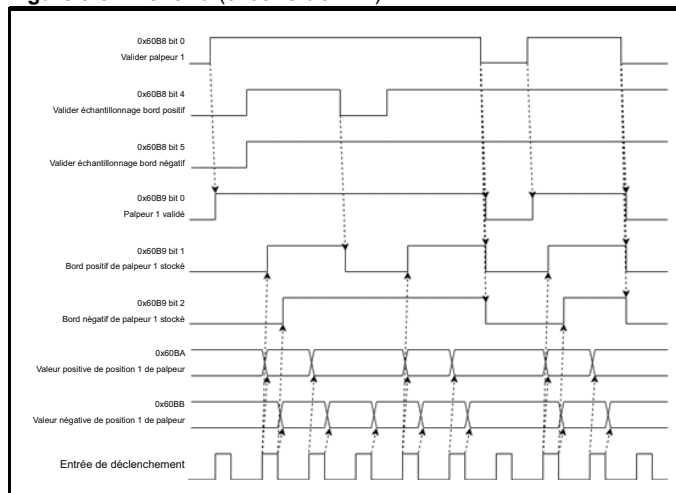 0x60B8 bit 0
Valider palpeur 1
0x60B8 bit 4
Valider échantillonnage bord positif
0x60B8 bit 5
Valider échantillonnage bord négatif
0x60B9 bit 0
Palpeur 1 validé
0x60B9 bit 1
Bord positif de palpeur 1 stocké
0x60B9 bit 2
Bord négatif de palpeur 1 stocké
0x60BA
Valeur positive de position 1 de palpeur
0x60BB
Valeur négative de position 1 de palpeur
Entrée de déclenchement